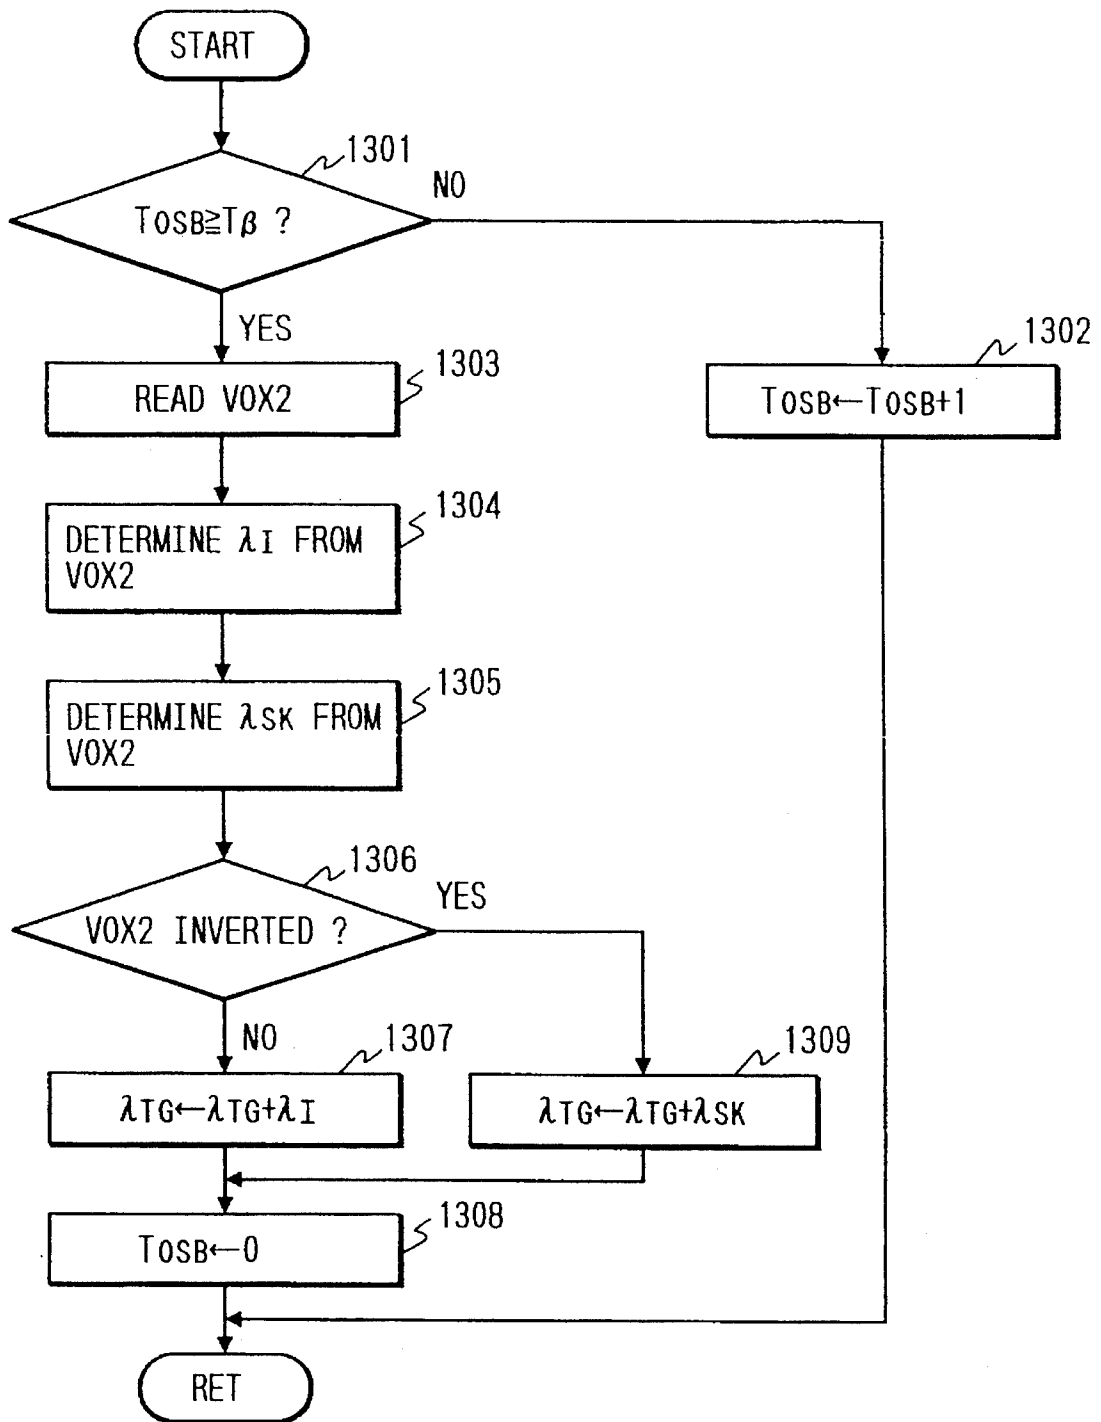 START
1301
TOSB≧Tβ ?
NO
YES
1302
TOSB←TOSB+1
1303
READ VOX2
1304
DETERMINE λI FROM
VOX2
1305
DETERMINE λSK FROM
VOX2
1306
VOX2 INVERTED ?
YES
NO
1307
λTG←λTG+λI
1309
λTG←λTG+λSK
1308
TOSB←0
RET